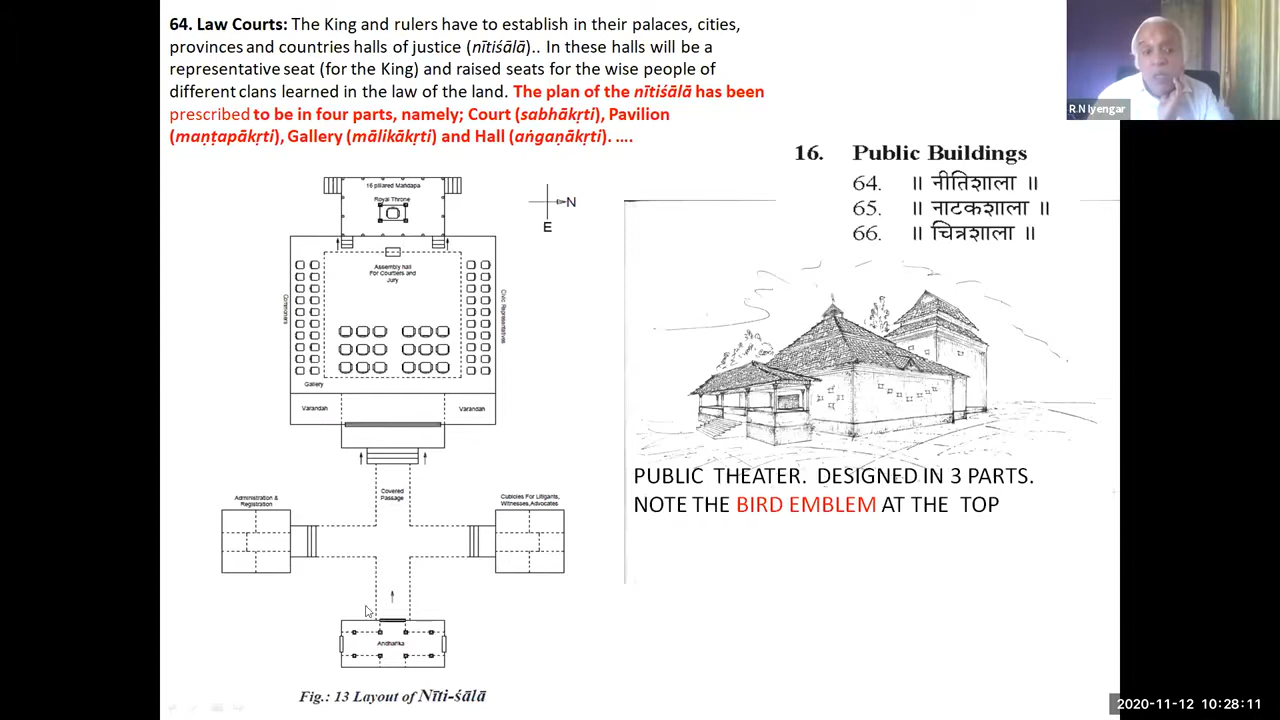 64. Law Courts: The King and rulers have to establish in their palaces, cities,
provinces and countries halls of justice (nītiśālā).. In these halls will be a
representative seat (for the King) and raised seats for the wise people of
different clans learned in the law of the land. The plan of the nītiśālā has been
prescribed to be in four parts, namely; Court (sabhākṛti), Pavilion
(maṇṭapākṛti), Gallery (mālikākṛti) and Hall (aṅgaṇākṛti). ....
R N Iyengar
16. Public Buildings
64. ॥ नीतिशाला ॥
65. ॥ नाटकशाला ॥
66. ॥ चित्रशाला ॥
16 pillared Mandapa
Royal Throne
N
E
Assembly hall
For Courtiers and
Jury
Commoners
Civic Representatives
Gallery
Varandah
Varandah
Covered
Passage
Administration &
Registration
Cubicles For Litigants,
Witnesses, Advocates
Andharika
Fig.: 13 Layout of Nīti-śālā
PUBLIC THEATER. DESIGNED IN 3 PARTS.
NOTE THE BIRD EMBLEM AT THE TOP
2020-11-12 10:28:11